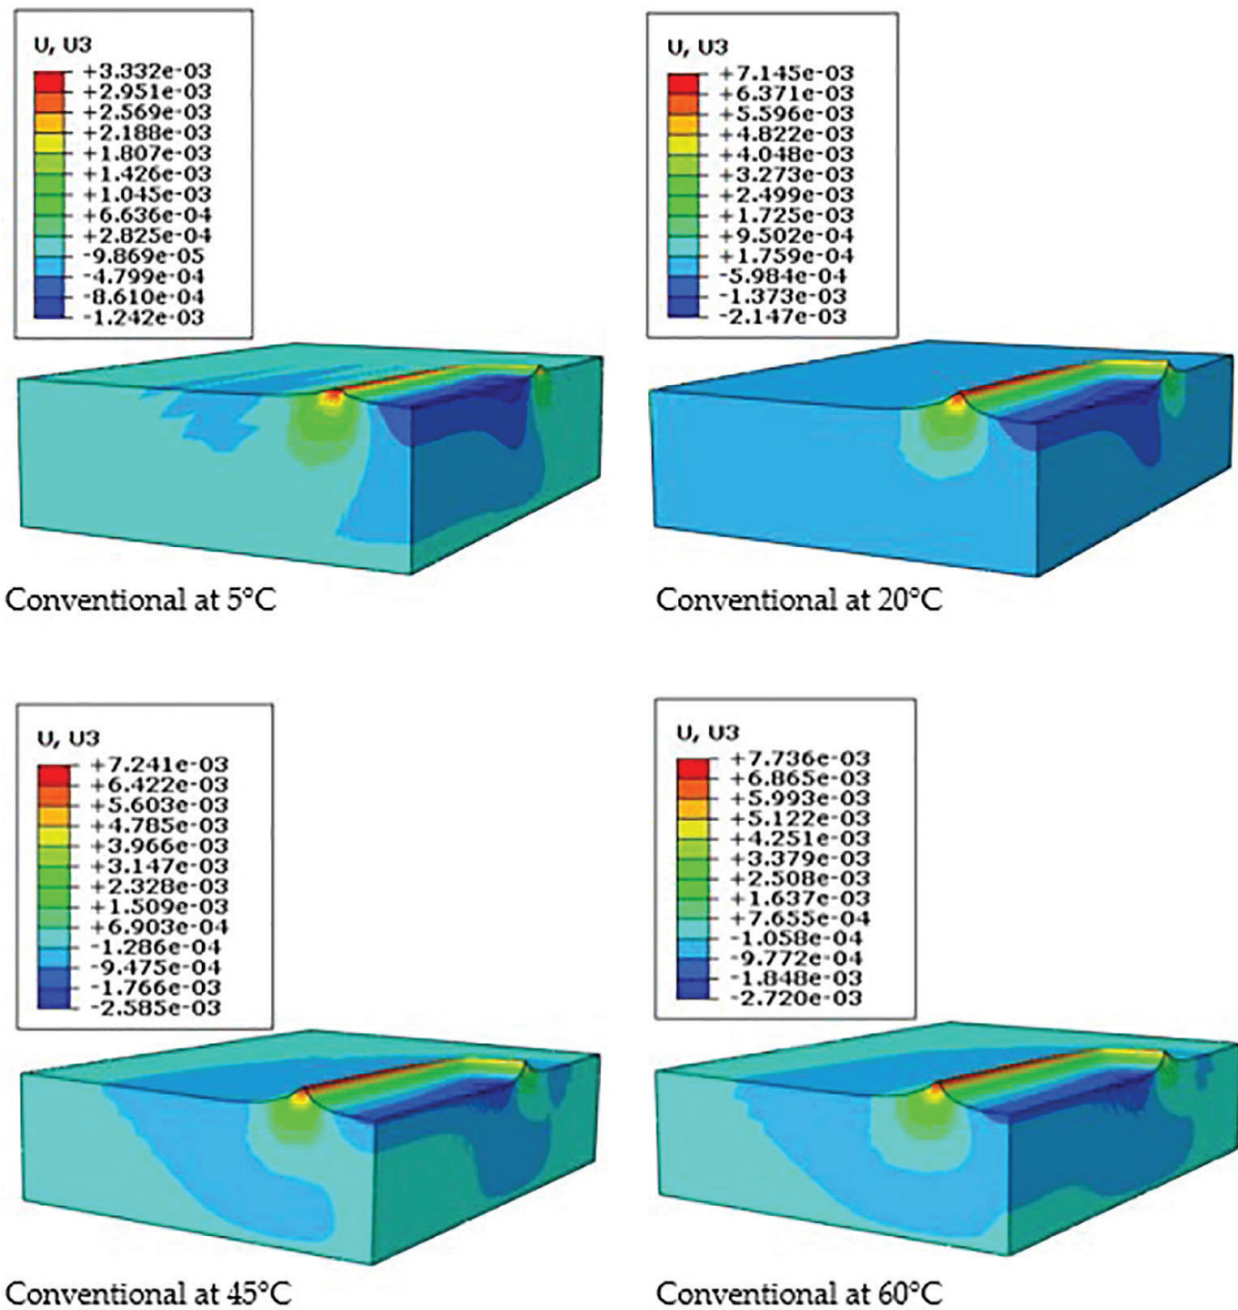 U, U3
+3.332e-03
+2.951e-03
+2.569e-03
+2.188e-03
+1.807e-03
+1.426e-03
+1.045e-03
+6.636e-04
+2.825e-04
-9.869e-05
-4.799e-04
-8.610e-04
-1.242e-03
Conventional at 5°C
U, U3
+7.145e-03
+6.371e-03
+5.596e-03
+4.822e-03
+4.048e-03
+3.273e-03
+2.499e-03
+1.725e-03
+9.502e-04
+1.759e-04
-5.984e-04
-1.373e-03
-2.147e-03
Conventional at 20°C
U, U3
+7.241e-03
+6.422e-03
+5.603e-03
+4.785e-03
+3.966e-03
+3.147e-03
+2.328e-03
+1.509e-03
+6.903e-04
-1.286e-04
-9.475e-04
-1.766e-03
-2.585e-03
Conventional at 45°C
U, U3
+7.736e-03
+6.865e-03
+5.993e-03
+5.122e-03
+4.251e-03
+3.379e-03
+2.508e-03
+1.637e-03
+7.655e-04
-1.058e-04
-9.772e-04
-1.848e-03
-2.720e-03
Conventional at 60°C